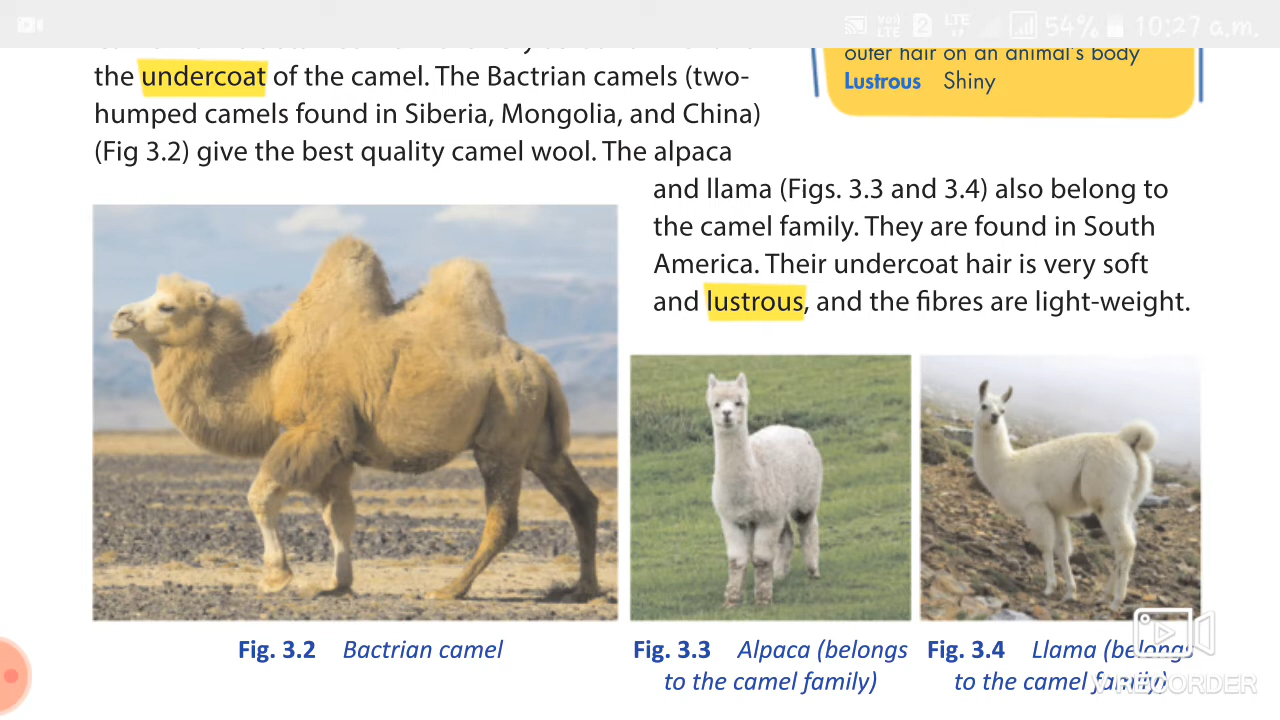 54% 10:27 a.m.
the undercoat of the camel. The Bactrian camels (two-
humped camels found in Siberia, Mongolia, and China)
(Fig 3.2) give the best quality camel wool. The alpaca
and llama (Figs. 3.3 and 3.4) also belong to
the camel family. They are found in South
America. Their undercoat hair is very soft
and lustrous, and the fibres are light-weight.
outer hair on an animal's body
Lustrous Shiny
Fig. 3.2 Bactrian camel
Fig. 3.3 Alpaca (belongs
to the camel family)
Fig. 3.4 Llama (belongs
to the camel family)
V RECORDER